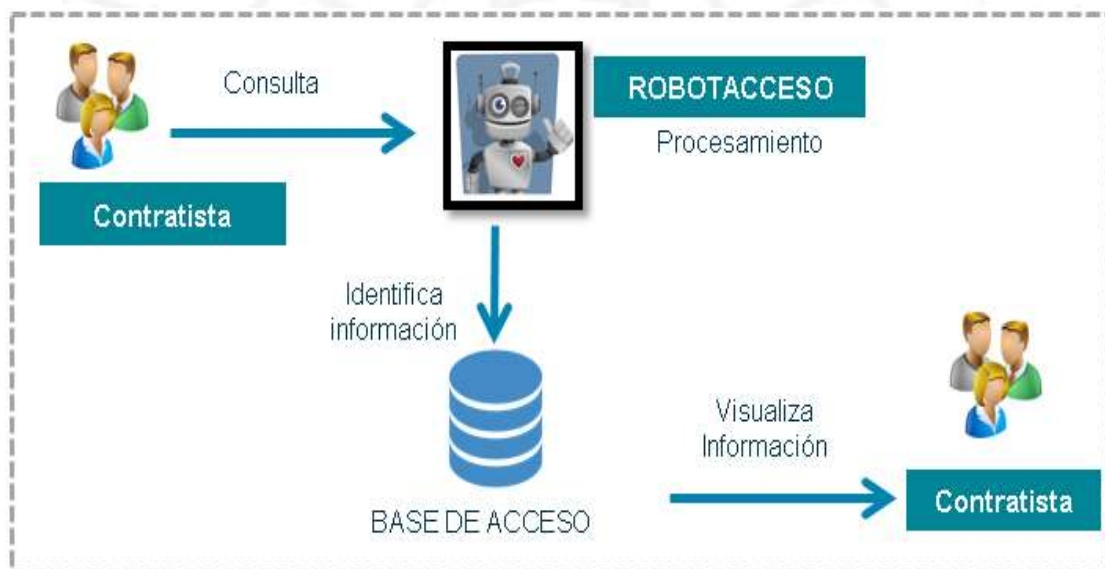 Consulta
ROBOTACCESO
Procesamiento
Contratista
Identifica
información
BASE DE ACCESO
Visualiza
Información
Contratista